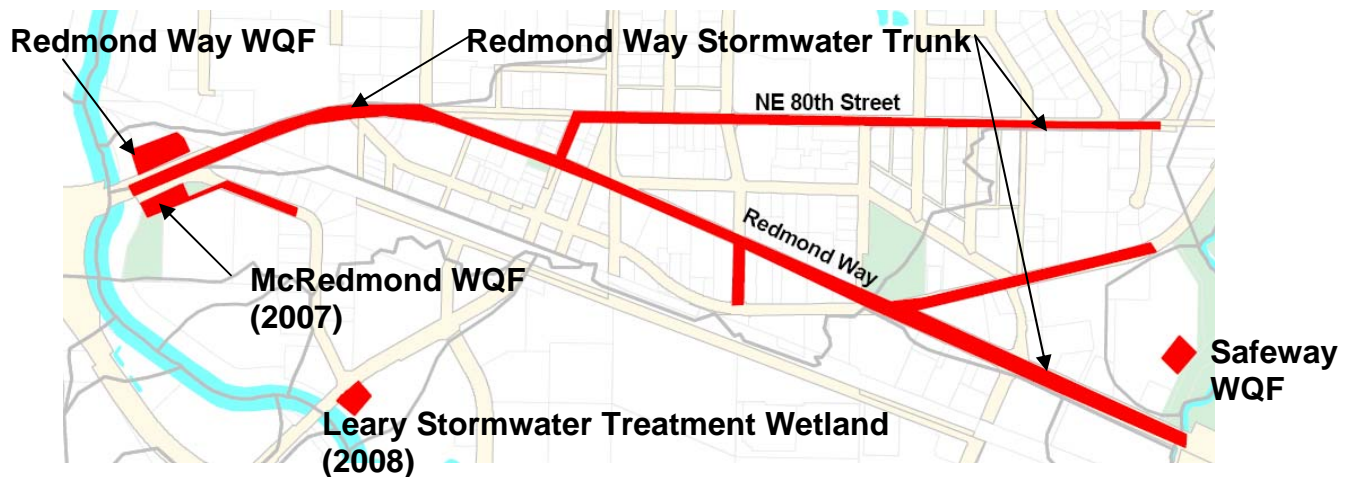 Redmond Way WQF
Redmond Way Stormwater Trunk
NE 80th Street
Redmond Way
McRedmond WQF
(2007)
Safeway
WQF
Leary Stormwater Treatment Wetland
(2008)